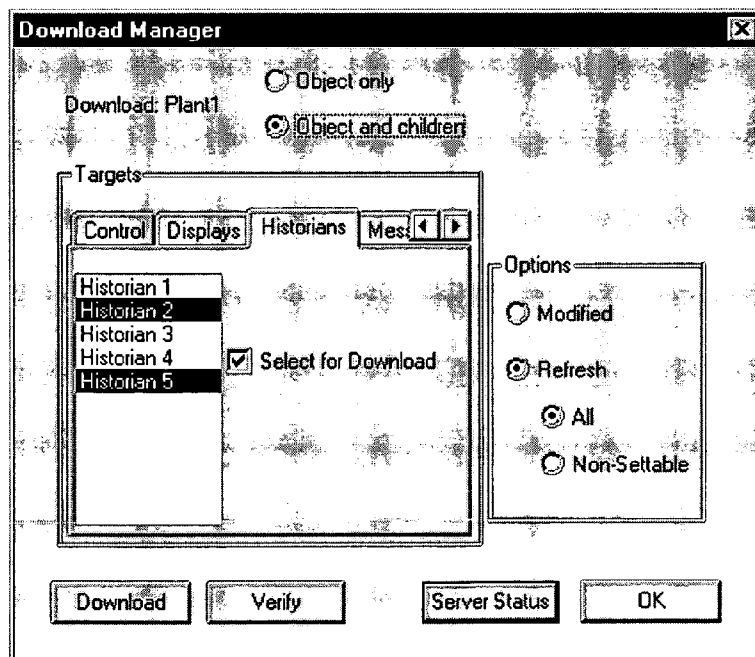 Download Manager
Object only
Download: Plant1
Object and children
Targets
Control Displays Historians Mes
Historian 1
Historian 2
Historian 3
Historian 4
Historian 5
Select for Download
Options
Modified
Refresh
All
Non-Settable
Download Verify Server Status OK